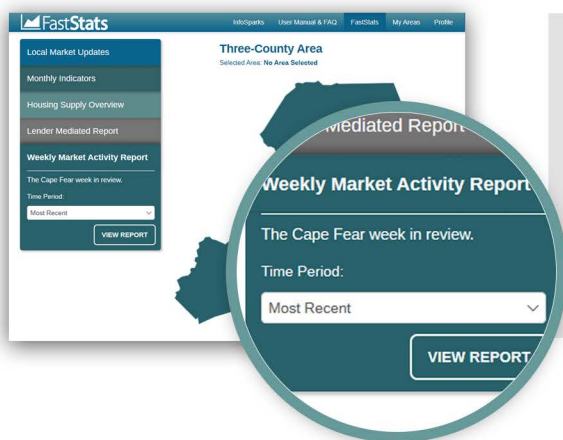 FastStats
InfoSparks User Manual & FAQ FastStats My Areas Profile
Local Market Updates
Monthly Indicators
Housing Supply Overview
Lender Mediated Report
Weekly Market Activity Report
The Cape Fear week in review.
Time Period:
Most Recent
VIEW REPORT
Three-County Area
Selected Area: No Area Selected
Mediated Report
Weekly Market Activity Report
The Cape Fear week in review.
Time Period:
Most Recent
VIEW REPORT